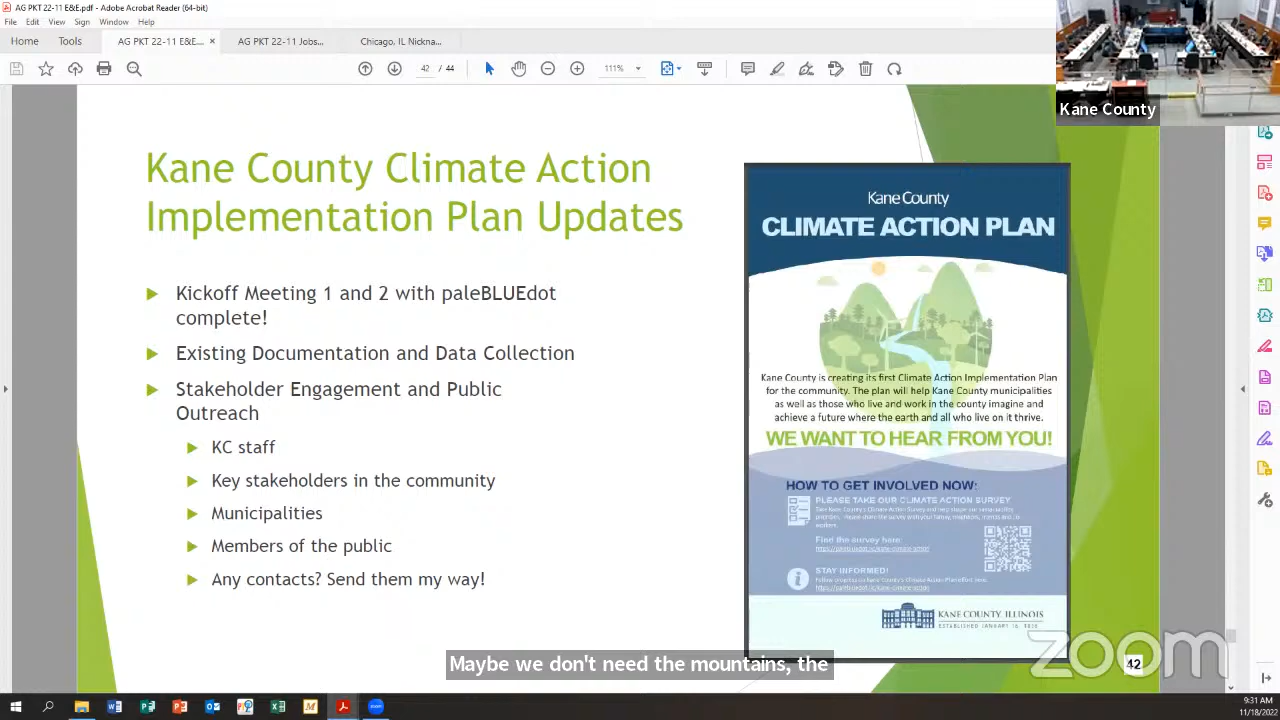 AG PKT 22-11 E&E.pdf - Adobe Acrobat Reader (64-bit)
File Edit View Sign Window Help
Home Tools AG PKT 22-11 E&E... × AG PKT 22-11 Jobs... Chicago, IL Nickna...
111%
Kane County
Kane County Climate Action
Implementation Plan Updates
Kickoff Meeting 1 and 2 with paleBLUEdot
complete!
Existing Documentation and Data Collection
Stakeholder Engagement and Public
Outreach
KC staff
Key stakeholders in the community
Municipalities
Members of the public
Any contacts? Send them my way!
Kane County
CLIMATE ACTION PLAN
Kane County is creating its first Climate Action Implementation Plan
for the community. The plan will help Kane County municipalities
as well as those who live and work in the county imagine and
achieve a future where the earth and all who live on it thrive.
WE WANT TO HEAR FROM YOU!
HOW TO GET INVOLVED NOW:
PLEASE TAKE OUR CLIMATE ACTION SURVEY
Find the survey here:
STAY INFORMED!
KANE COUNTY, ILLINOIS
ESTABLISHED JANUARY 16, 1836
Maybe we don't need the mountains, the
zoom
42
9:31 AM
11/18/2022